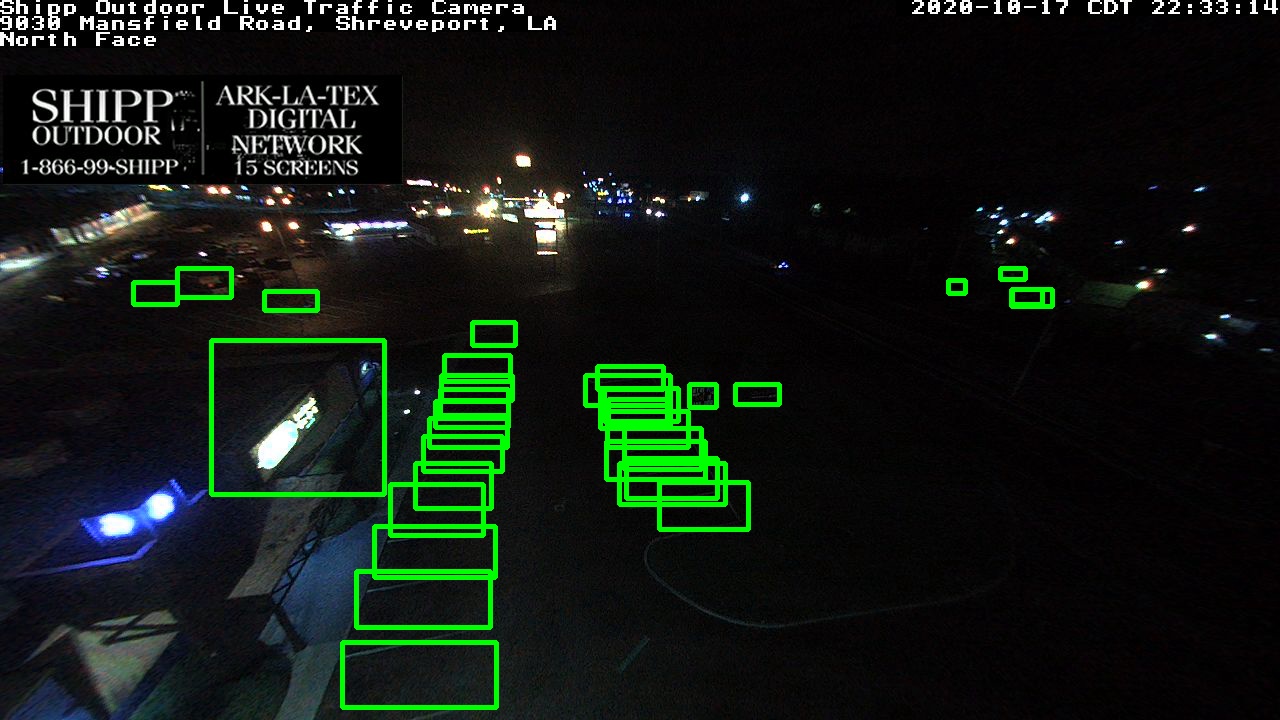 Shipp Outdoor Live Traffic Camera
2020-10-17 CDT 22:33:14
9030 Mansfield Road, Shreveport, LA
North Face
SHIPP OUTDOOR
1-866-99-SHIPP
ARK-LA-TEX
DIGITAL
NETWORK
15 SCREENS